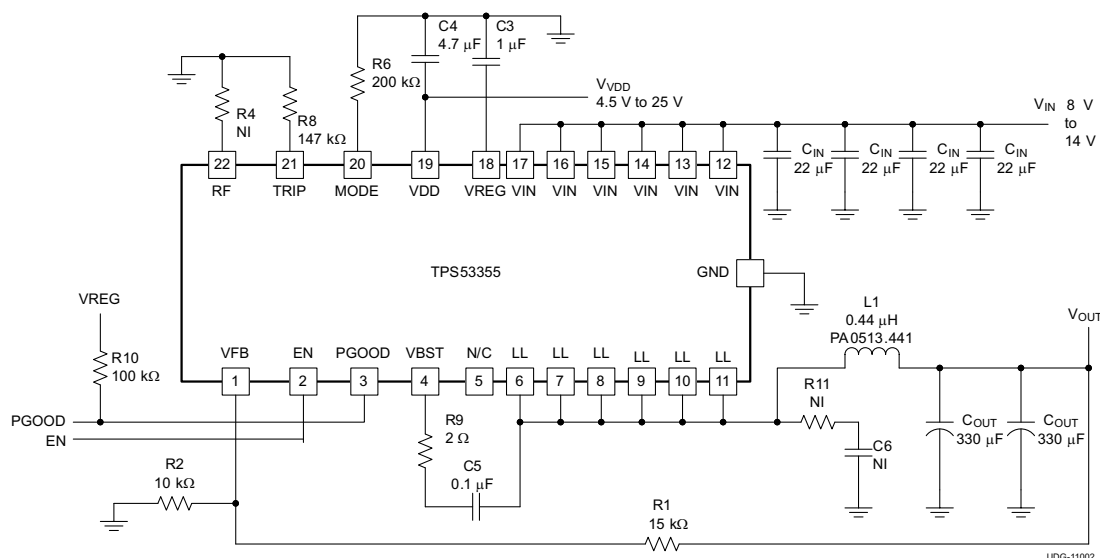 C4
4.7 µF
C3
1 µF
R6
200 kΩ
R4
NI
R8
147 kΩ
VVDD
4.5 V to 25 V
VIN 8 V
to
14 V
CIN
22 µF
CIN
22 µF
CIN
22 µF
CIN
22 µF
22 21 20 19 18 17 16 15 14 13 12
RF TRIP MODE VDD VREG VIN VIN VIN VIN VIN VIN
TPS53355
GND
VREG
R10
100 kΩ
VFB EN PGOOD VBST N/C LL LL LL LL LL LL
1 2 3 4 5 6 7 8 9 10 11
L1
0.44 µH
PA0513.441
VOUT
PGOOD
EN
R9
2 Ω
C5
0.1 µF
R11
NI
C6
NI
COUT
330 µF
COUT
330 µF
R2
10 kΩ
R1
15 kΩ
UDG-11002